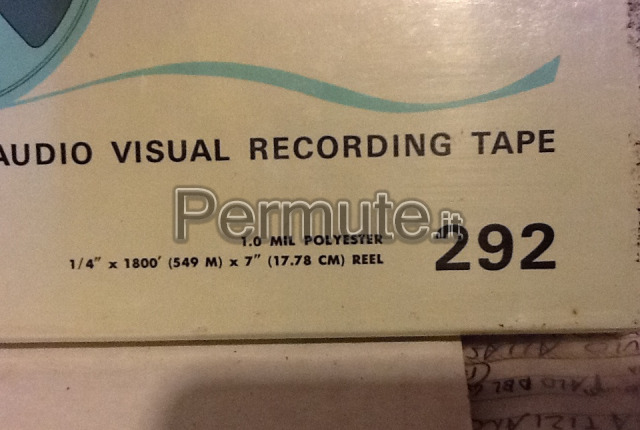 AUDIO VISUAL RECORDING TAPE
Permute.it
1.0 MIL POLYESTER
1/4" x 1800' (549 M) x 7" (17.78 CM) REEL
292